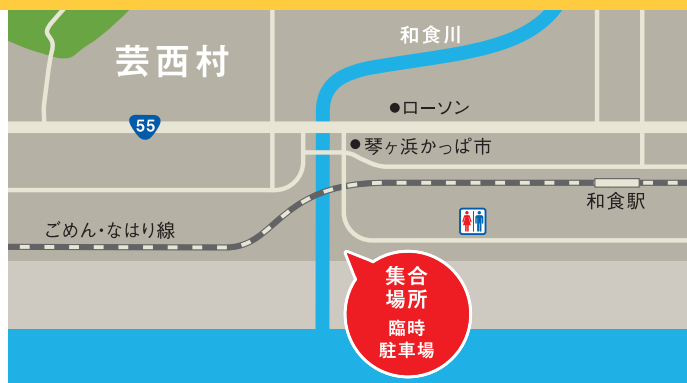 和食川
芸西村
ローソン
55
琴ヶ浜かっぱ市
和食駅
ごめん・なはり線
集合
場所
臨時
駐車場